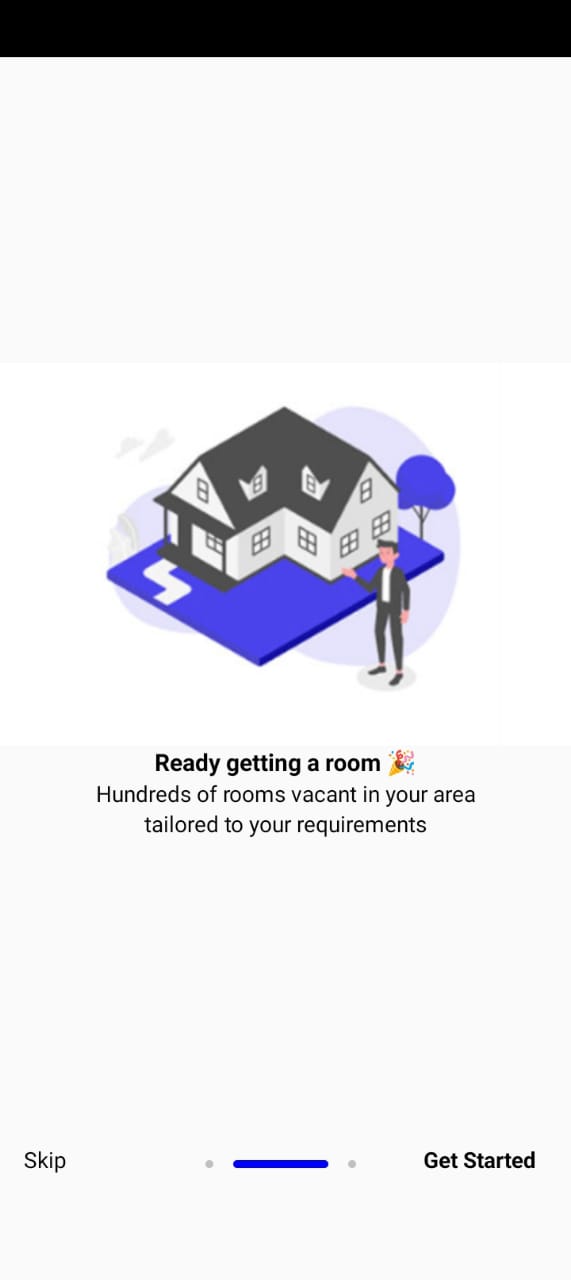 Ready getting a room 🎉
Hundreds of rooms vacant in your area
tailored to your requirements
Skip
Get Started